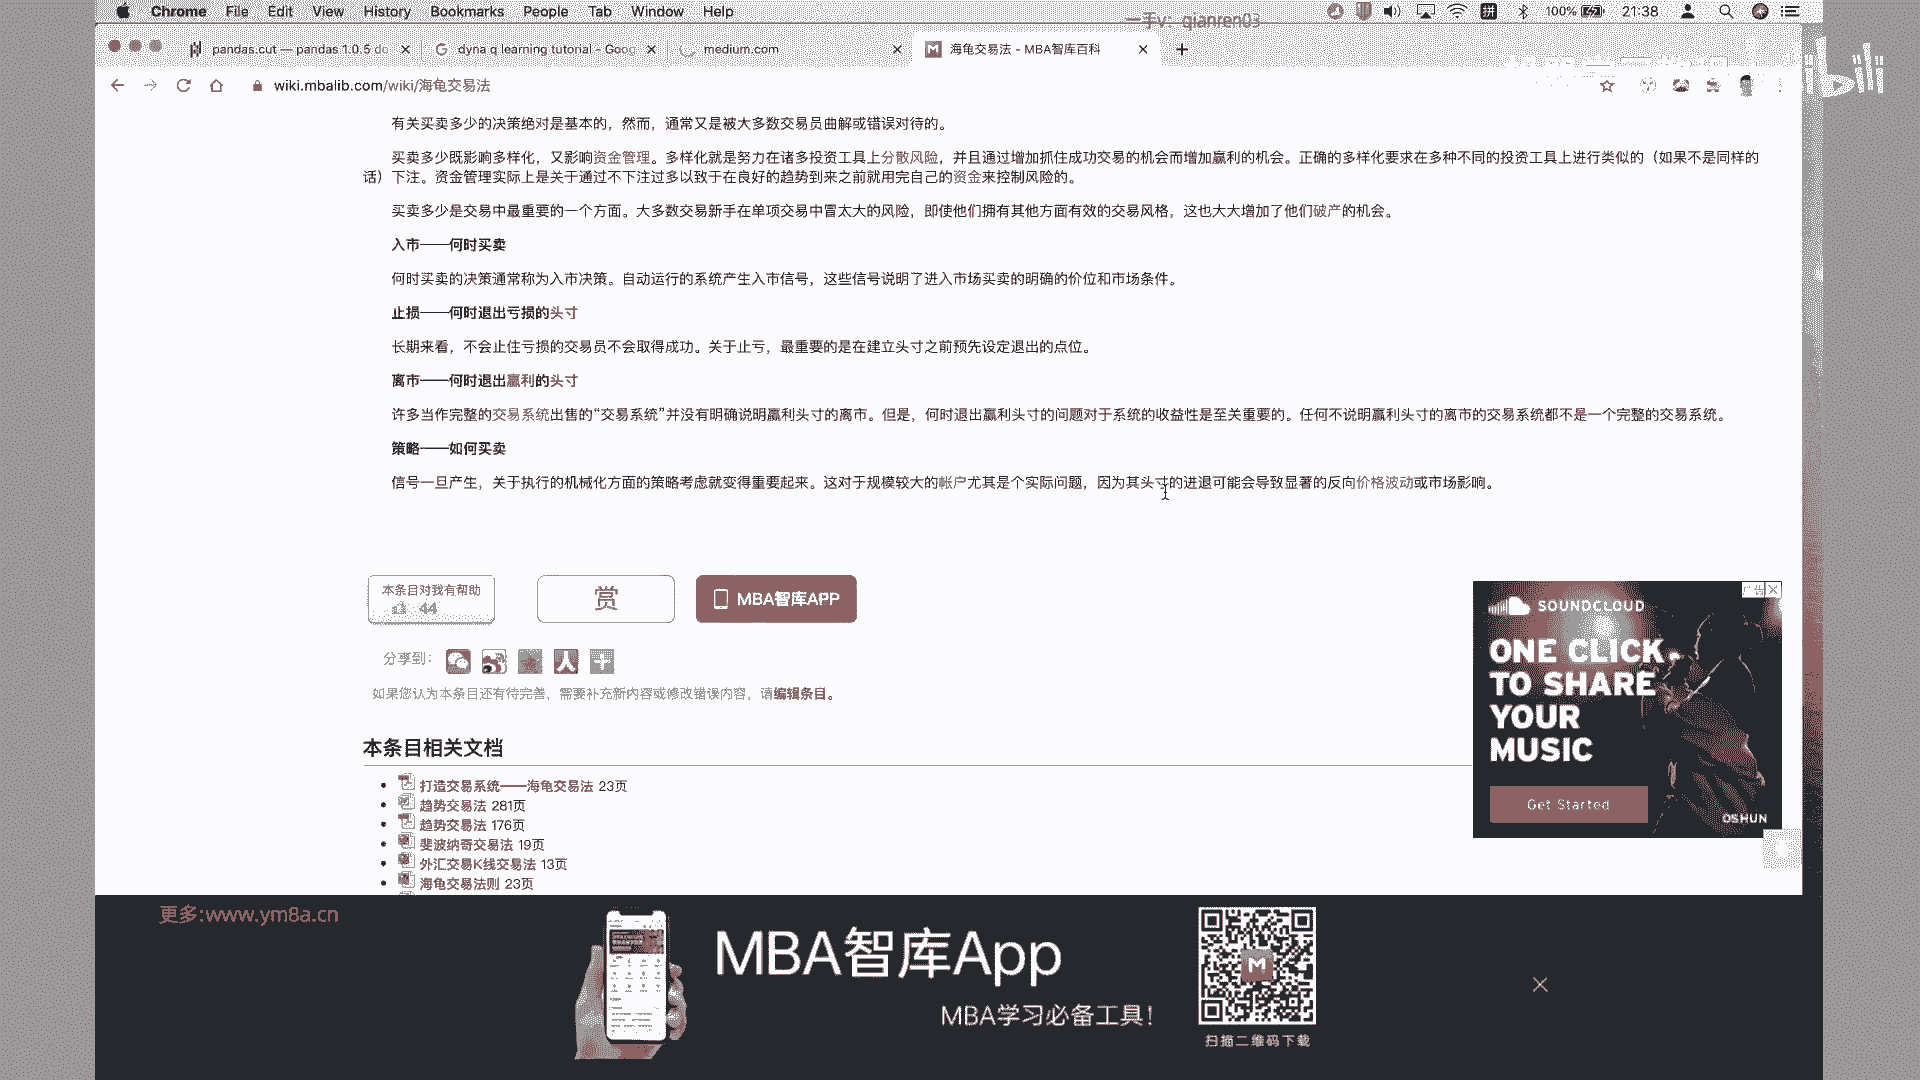 Chrome File Edit View History Bookmarks People Tab Window Help
一手v: qianren03
100% 21:38
pandas.cut — pandas 1.0.5 do
dyna q learning tutorial - Goog
medium.com
海龟交易法 - MBA智库百科
wiki.mbalib.com/wiki/海龟交易法
有关买卖多少的决策绝对是基本的，然而，通常又是被大多数交易员曲解或错误对待的。
买卖多少既影响多样化，又影响资金管理。多样化就是努力在诸多投资工具上分散风险，并且通过增加抓住成功交易的机会而增加赢利的机会。正确的多样化要求在多种不同的投资工具上进行类似的（如果不是同样的
话）下注。资金管理实际上是关于通过不下注过多以致于在良好的趋势到来之前就用完自己的资金来控制风险的。
买卖多少是交易中最重要的一个方面。大多数交易新手在单项交易中冒太大的风险，即使他们拥有其他方面有效的交易风格，这也大大增加了他们破产的机会。
入市——何时买卖
何时买卖的决策通常称为入市决策。自动运行的系统产生入市信号，这些信号说明了进入市场买卖的明确的价位和市场条件。
止损——何时退出亏损的头寸
长期来看，不会止住亏损的交易员不会取得成功。关于止亏，最重要的是在建立头寸之前预先设定退出的点位。
离市——何时退出赢利的头寸
许多当作完整的交易系统出售的“交易系统”并没有明确说明赢利头寸的离市。但是，何时退出赢利头寸的问题对于系统的收益性是至关重要的。任何不说明赢利头寸的离市的交易系统都不是一个完整的交易系统。
策略——如何买卖
信号一旦产生，关于执行的机械化方面的策略考虑就变得重要起来。这对于规模较大的帐户尤其是个实际问题，因为其头寸的进退可能会导致显著的反向价格波动或市场影响。
本条目对我有帮助
44
赏
MBA智库APP
分享到：
如果您认为本条目还有待完善，需要补充新内容或修改错误内容，请编辑条目。
本条目相关文档
打造交易系统——海龟交易法 23页
趋势交易法 281页
趋势交易法 176页
斐波纳奇交易法 19页
外汇交易K线交易法 13页
海龟交易法则 23页
广告
SOUNDCLOUD
ONE CLICK
TO SHARE
YOUR
MUSIC
Get Started
OSHUN
更多:www.ym8a.cn
MBA智库App
MBA学习必备工具！
扫描二维码下载